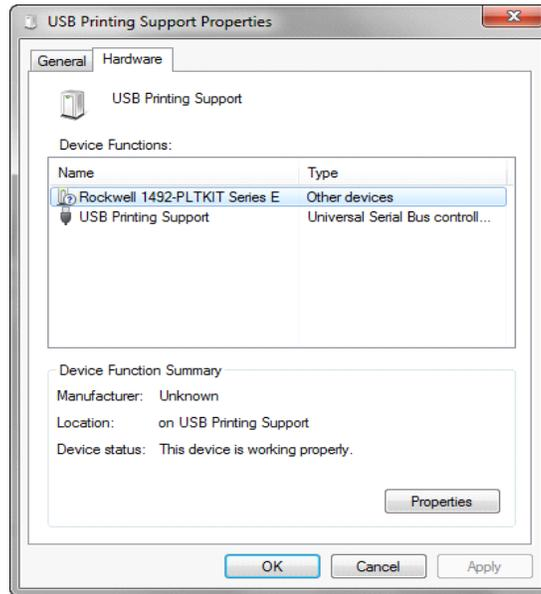 USB Printing Support Properties
General Hardware
USB Printing Support
Device Functions:
Name Type
Rockwell 1492-PLTKIT Series E Other devices
USB Printing Support Universal Serial Bus controll...
Device Function Summary
Manufacturer: Unknown
Location: on USB Printing Support
Device status: This device is working properly.
Properties
OK Cancel Apply